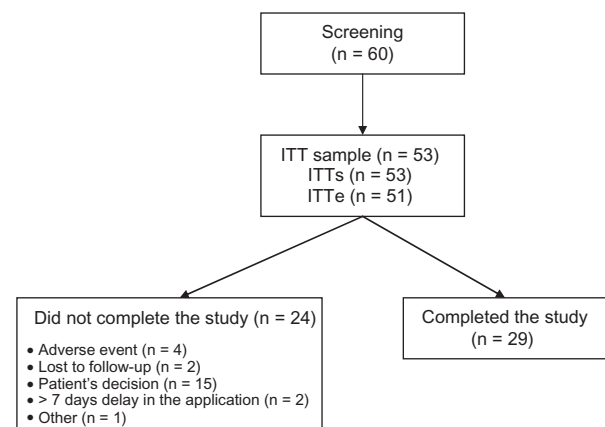 Screening
(n = 60)
ITT sample (n = 53)
ITTs (n = 53)
ITTe (n = 51)
Did not complete the study (n = 24)
• Adverse event (n = 4)
• Lost to follow-up (n = 2)
• Patient's decision (n = 15)
• > 7 days delay in the application (n = 2)
• Other (n = 1)
Completed the study
(n = 29)